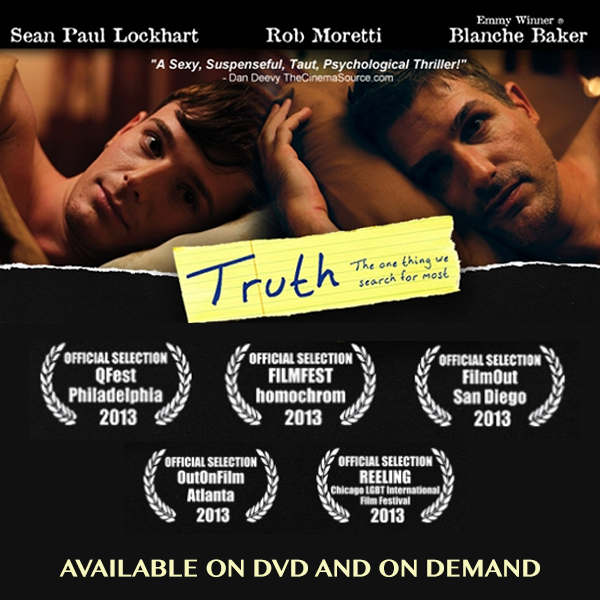 Emmy Winner ®
Sean Paul Lockhart Rob Moretti Blanche Baker
"A Sexy, Suspenseful, Taut, Psychological Thriller!"
- Dan Deevy TheCinemaSource.com
Truth
The one thing we
search for most
OFFICIAL SELECTION
QFest
Philadelphia
2013
OFFICIAL SELECTION
FILMFEST
homochrom
2013
OFFICIAL SELECTION
FilmOut
San Diego
2013
OFFICIAL SELECTION
OutOnFilm
Atlanta
2013
OFFICIAL SELECTION
REELING
Chicago LGBT International
Film Festival
2013
AVAILABLE ON DVD AND ON DEMAND